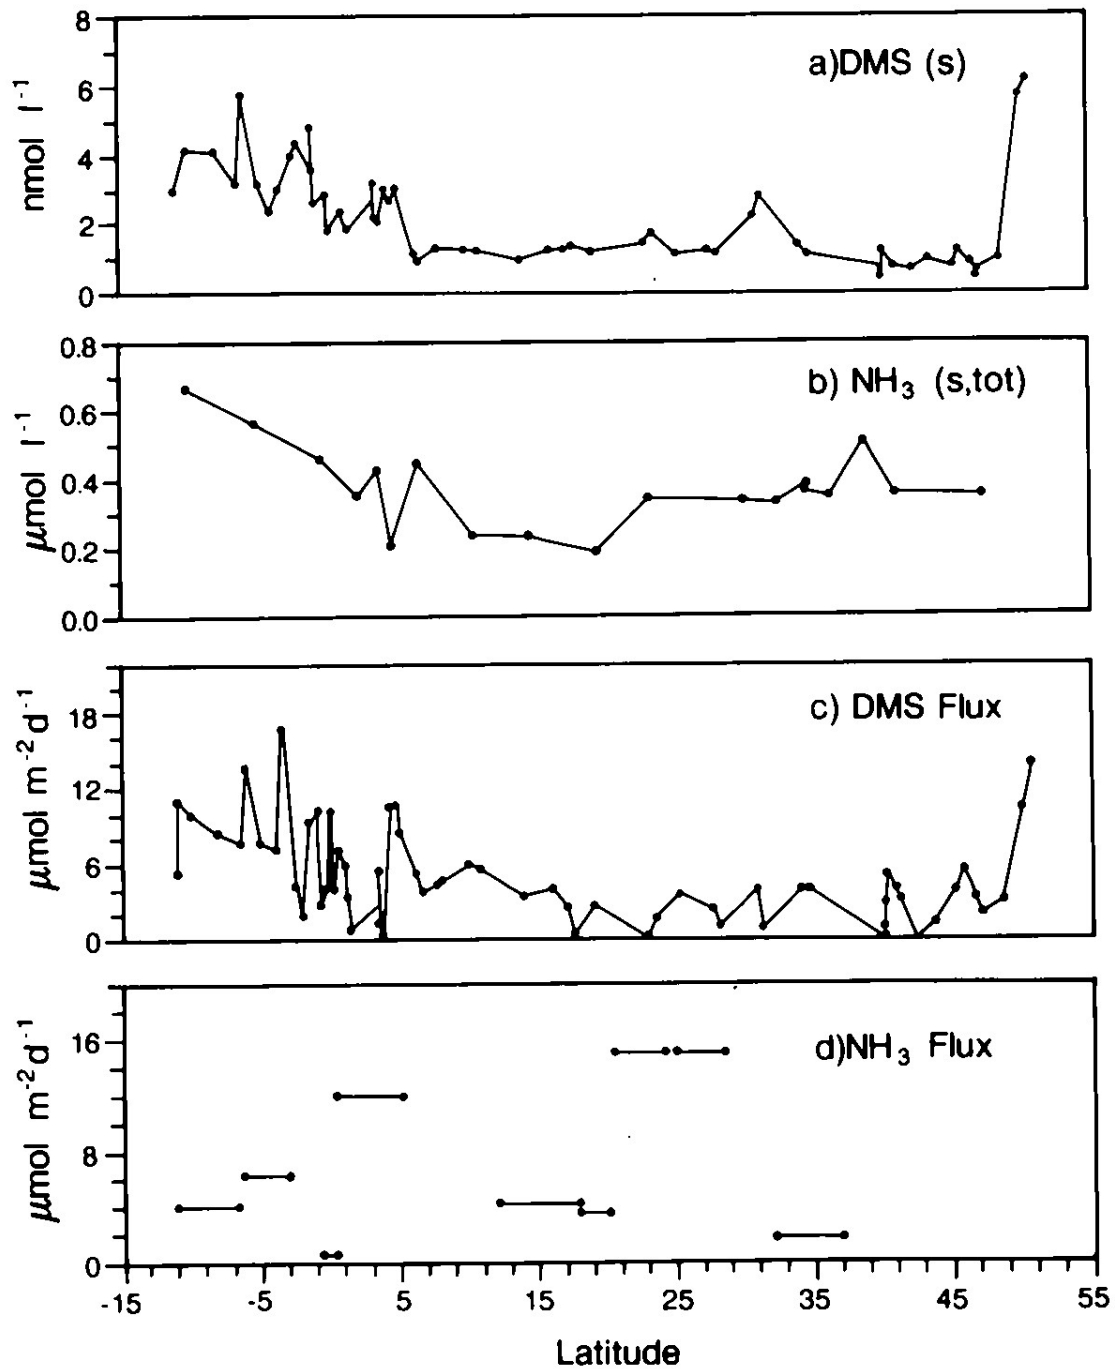 a)DMS (s)
nmol l⁻¹
8
6
4
2
0
b) NH₃ (s,tot)
μmol l⁻¹
0.8
0.6
0.4
0.2
0.0
c) DMS Flux
μmol m⁻²d⁻¹
18
12
6
0
d)NH₃ Flux
μmol m⁻²d⁻¹
16
8
0
-15 -5 5 15 25 35 45 55
Latitude